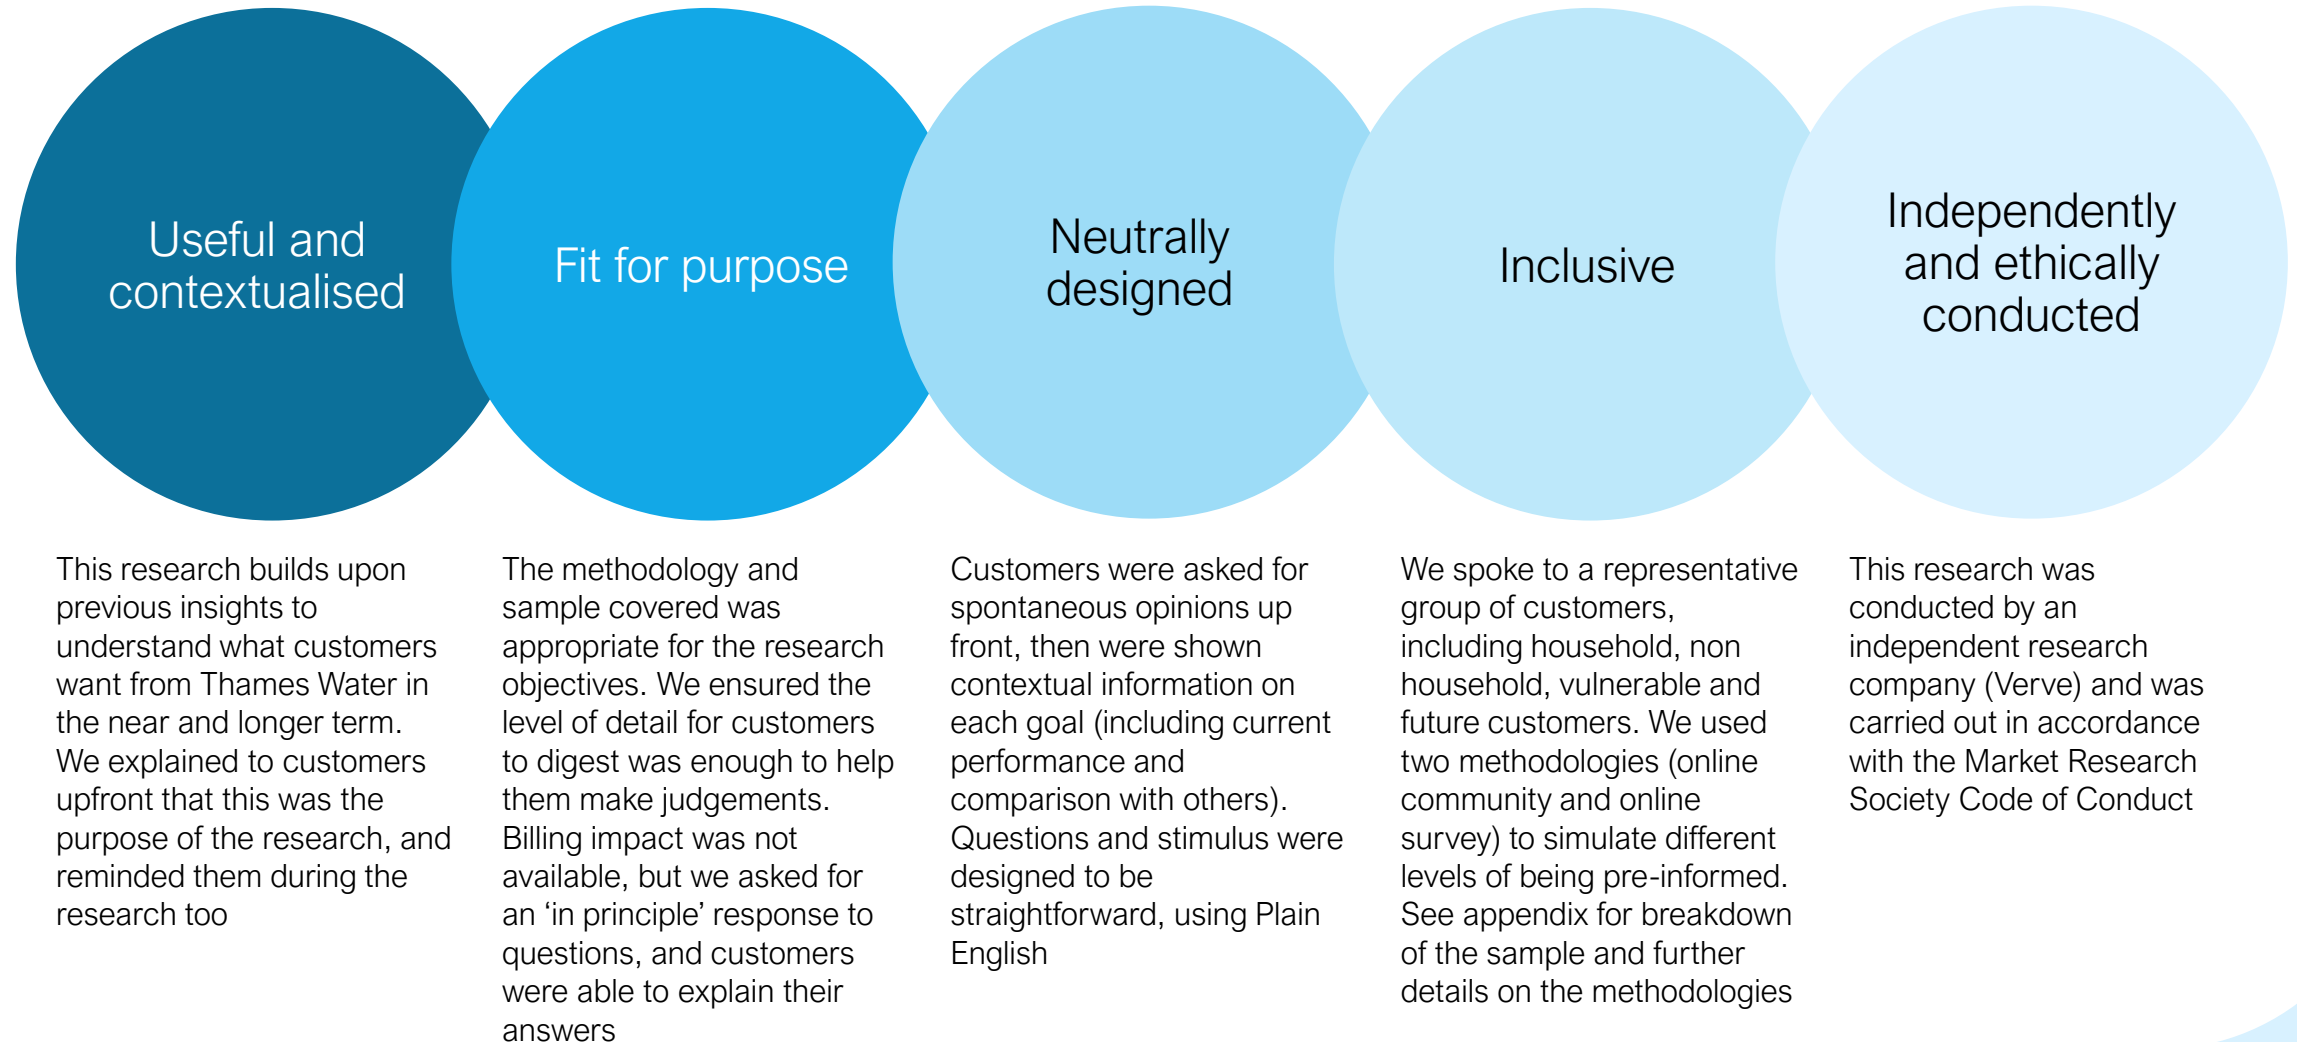 Useful and
contextualised
Fit for purpose
Neutrally
designed
Inclusive
Independently
and ethically
conducted
This research builds upon
previous insights to
understand what customers
want from Thames Water in
the near and longer term.
We explained to customers
upfront that this was the
purpose of the research, and
reminded them during the
research too
The methodology and
sample covered was
appropriate for the research
objectives. We ensured the
level of detail for customers
to digest was enough to help
them make judgements.
Billing impact was not
available, but we asked for
an ‘in principle’ response to
questions, and customers
were able to explain their
answers
Customers were asked for
spontaneous opinions up
front, then were shown
contextual information on
each goal (including current
performance and
comparison with others).
Questions and stimulus were
designed to be
straightforward, using Plain
English
We spoke to a representative
group of customers,
including household, non
household, vulnerable and
future customers. We used
two methodologies (online
community and online
survey) to simulate different
levels of being pre-informed.
See appendix for breakdown
of the sample and further
details on the methodologies
This research was
conducted by an
independent research
company (Verve) and was
carried out in accordance
with the Market Research
Society Code of Conduct